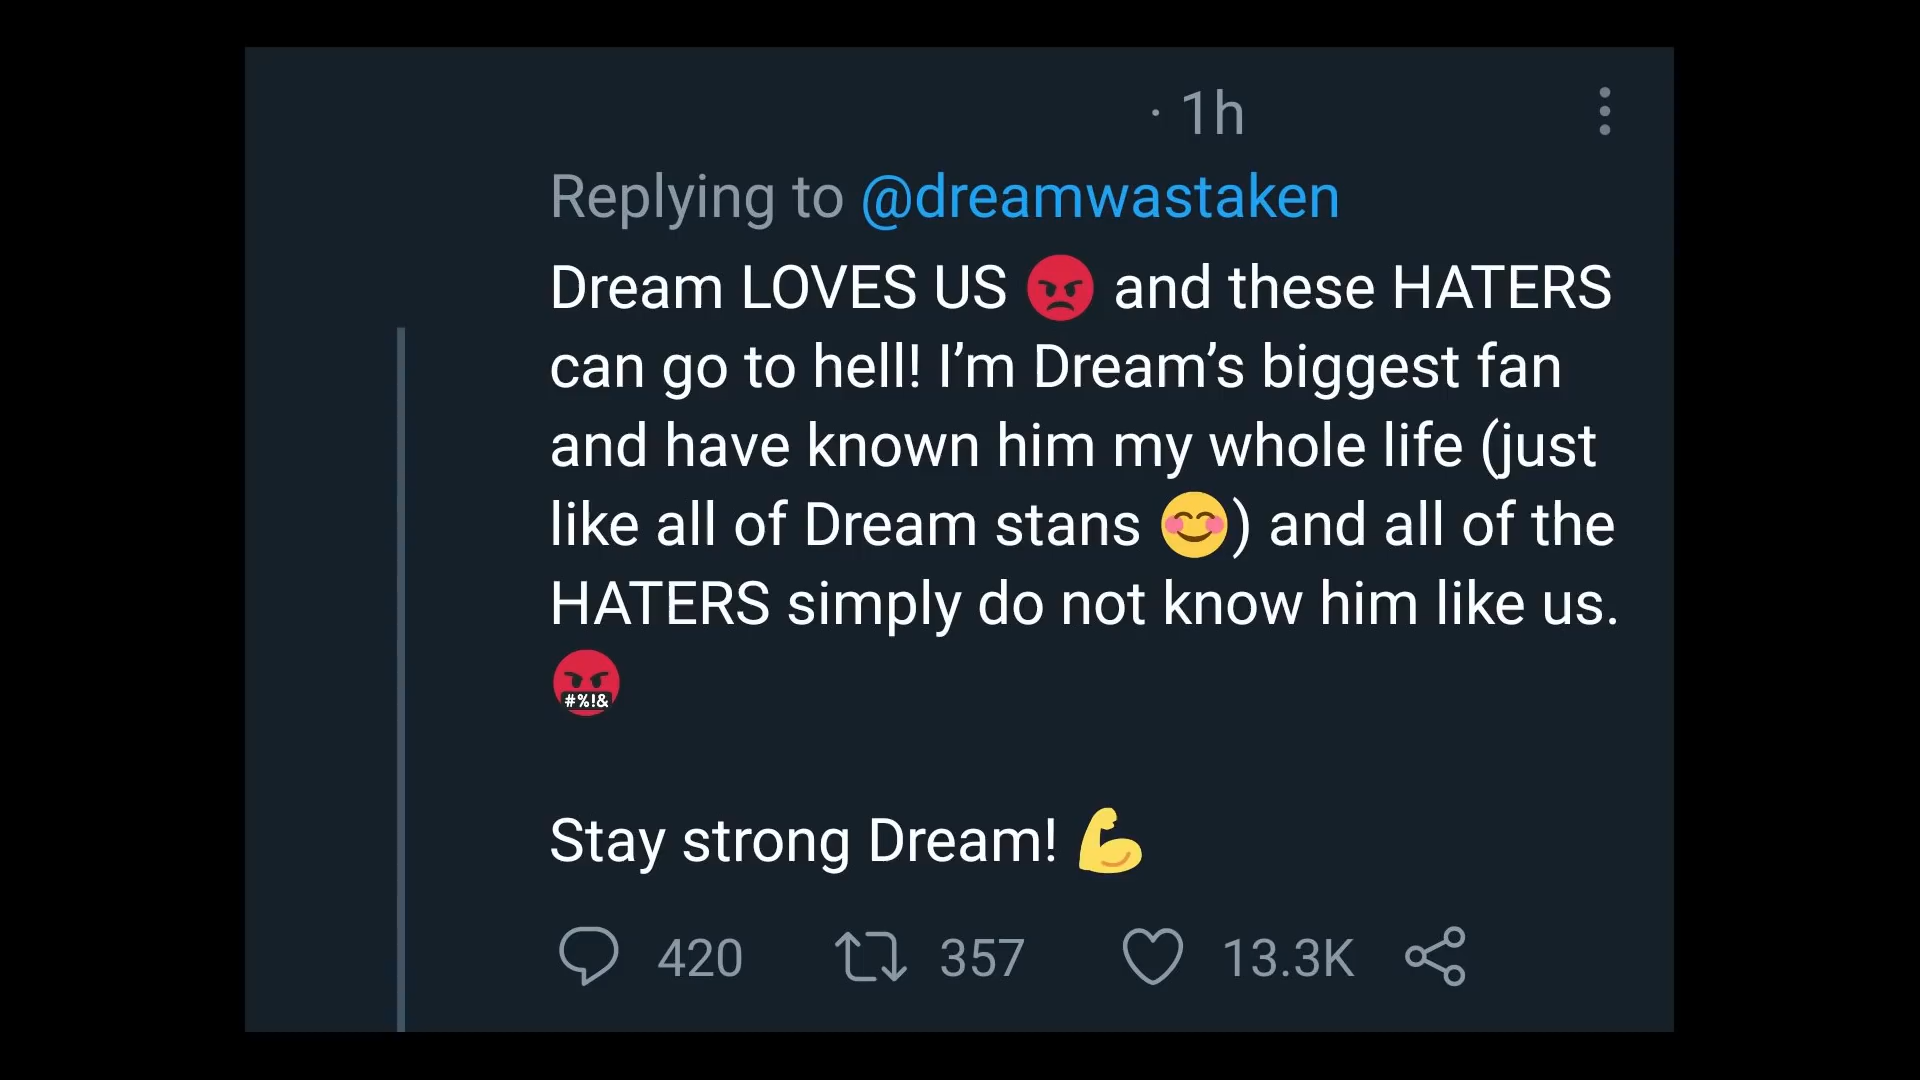 · 1h
Replying to @dreamwastaken
Dream LOVES US 😡 and these HATERS
can go to hell! I’m Dream’s biggest fan
and have known him my whole life (just
like all of Dream stans 😊) and all of the
HATERS simply do not know him like us.
🤬
Stay strong Dream! 💪
420 357 13.3K